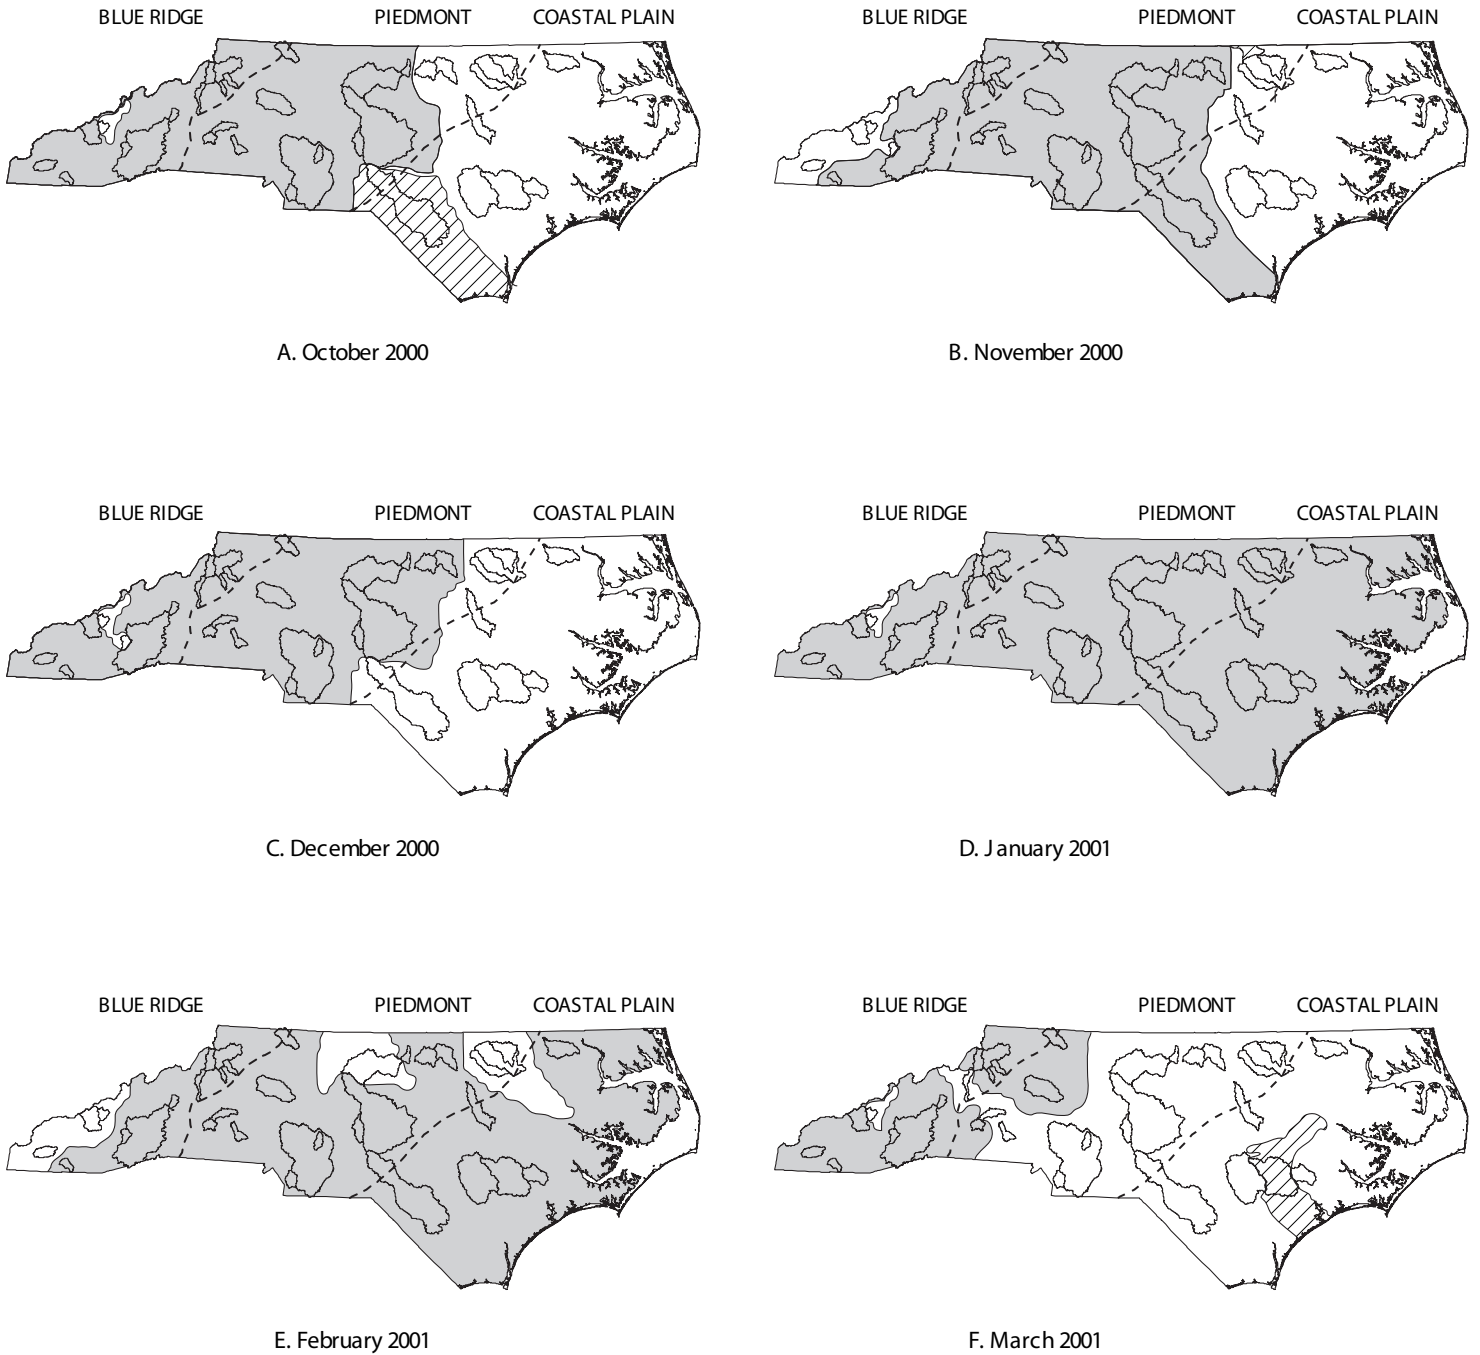 BLUE RIDGE PIEDMONT COASTAL PLAIN
BLUE RIDGE PIEDMONT COASTAL PLAIN
A. October 2000
B. November 2000
BLUE RIDGE PIEDMONT COASTAL PLAIN
BLUE RIDGE PIEDMONT COASTAL PLAIN
C. December 2000
D. January 2001
BLUE RIDGE PIEDMONT COASTAL PLAIN
BLUE RIDGE PIEDMONT COASTAL PLAIN
E. February 2001
F. March 2001